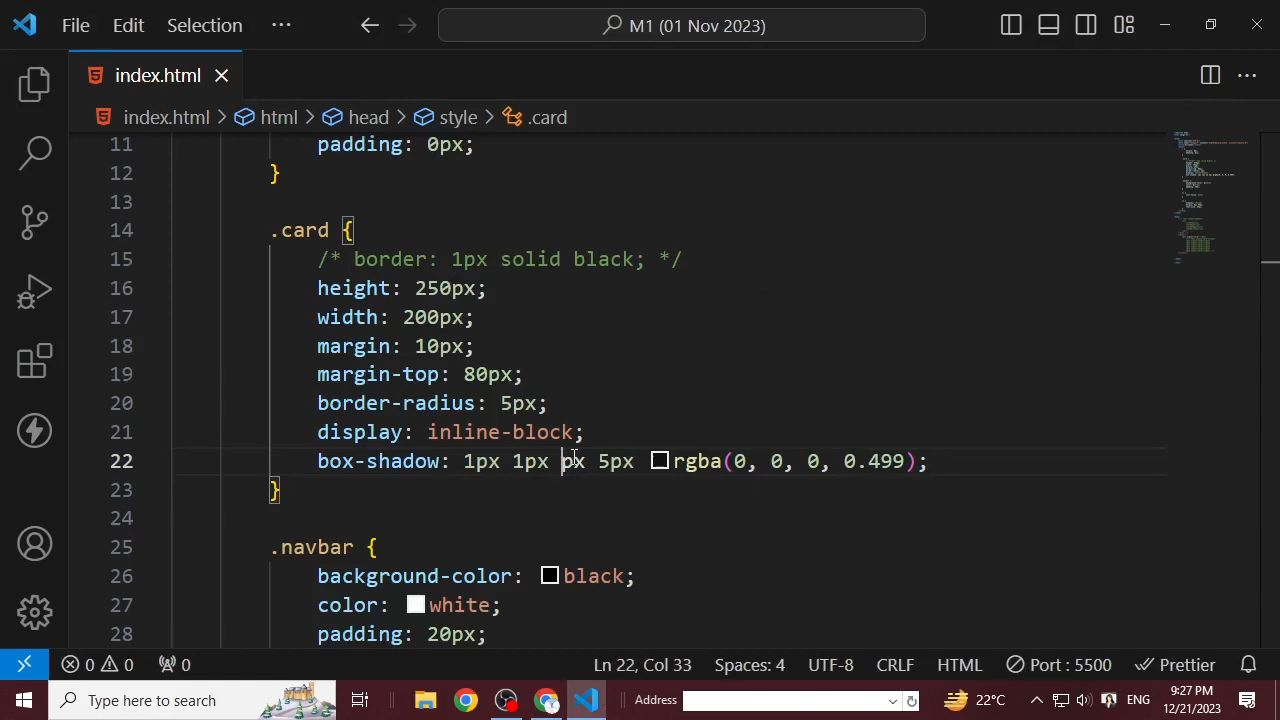 File Edit Selection ··· M1 (01 Nov 2023)
index.html
index.html > html > head > style > .card
11 padding: 0px;
12 }
13
14 .card {
15 /* border: 1px solid black; */
16 height: 250px;
17 width: 200px;
18 margin: 10px;
19 margin-top: 80px;
20 border-radius: 5px;
21 display: inline-block;
22 box-shadow: 1px 1px px 5px rgba(0, 0, 0, 0.499);
23 }
24
25 .navbar {
26 background-color: black;
27 color: white;
28 padding: 20px;
0 0 0 Ln 22, Col 33 Spaces: 4 UTF-8 CRLF HTML Port : 5500 Prettier
Type here to search Address 22°C ENG 9:27 PM
12/21/2023